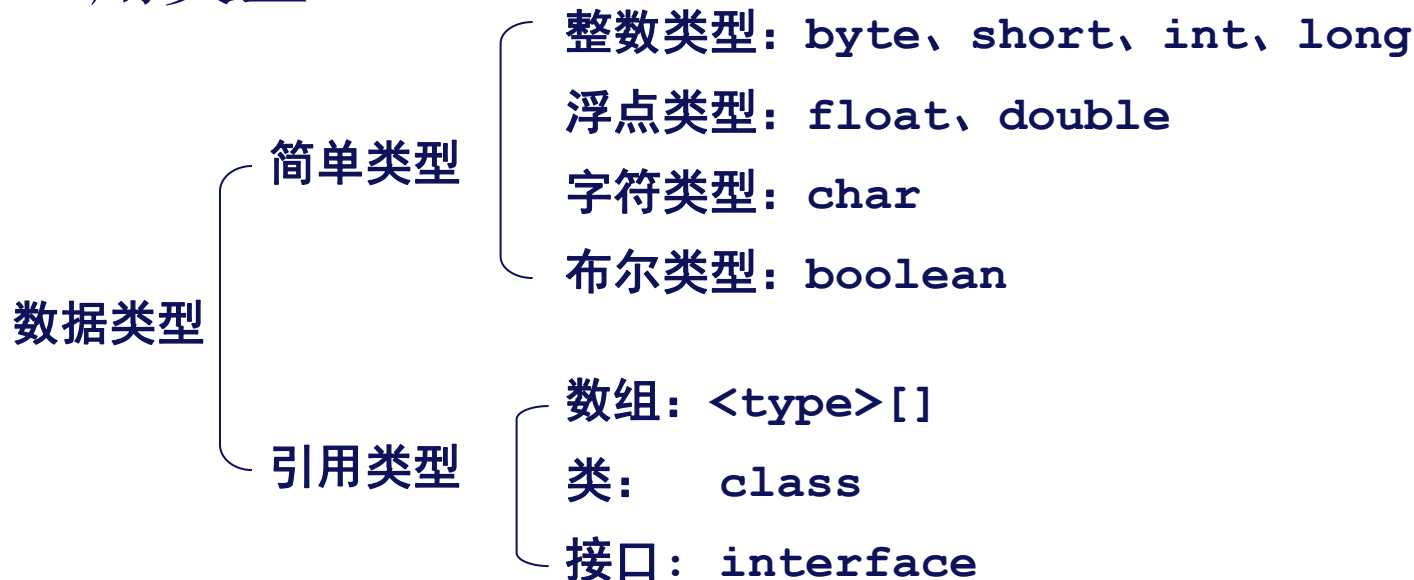 整数类型：byte、short、int、long
浮点类型：float、double
简单类型
字符类型：char
布尔类型：boolean
数据类型
数组：<type>[]
引用类型
类： class
接口: interface